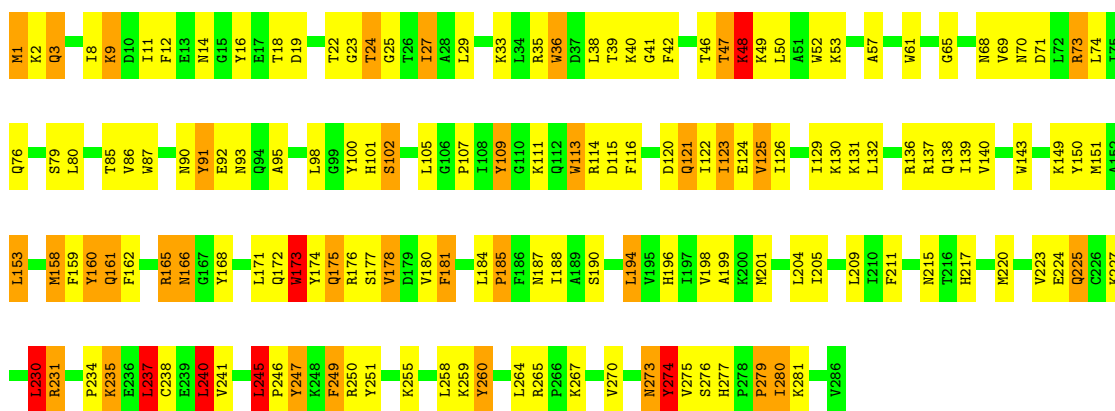 M1 K2 Q3 I8 K9 D10 I11 F12 E13 N14 G15 Y16 E17 T18 D19 T22 G23 T24 G25 T26 I27 A28 L29 K33 L34 R35 W36 D37 L38 T39 K40 G41 F42 T46 T47 K48 K49 L50 A51 W52 K53 A57 W61 G65 N68 V69 N70 D71 L72 R73 L74 I75
Q76 S79 L80 T85 V86 W87 N90 Y91 E92 N93 Q94 A95 L98 G99 Y100 H101 S102 L105 G106 P107 I108 Y109 G110 K111 Q112 W113 R114 D115 F116 D120 Q121 I122 I123 E124 V125 I126 I129 K130 K131 L132 R136 R137 Q138 I139 V140 W143 K149 Y150 M151 A152
L153 M158 F159 Y160 Q161 F162 R165 N166 G167 Y168 L171 Q172 W173 Y174 Q175 R176 S177 V178 D179 V180 F181 L184 P185 F186 N187 I188 A189 S190 L194 V195 H196 I197 V198 A199 K200 M201 L204 I205 L209 I210 F211 N215 T216 H217 M220 V223 E224 Q225 C226 K227
L230 R231 P234 K235 E236 L237 C238 E239 L240 V241 L245 P246 Y247 K248 F249 R250 Y251 K255 L258 K259 Y260 L264 R265 P266 K267 V270 N273 Y274 V275 S276 H277 P278 P279 I280 K281 V286